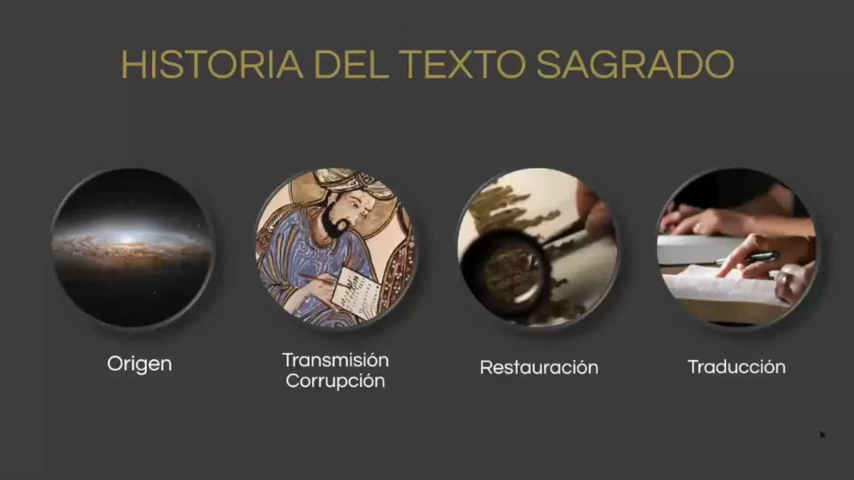 HISTORIA DEL TEXTO SAGRADO
Origen
Transmisión
Corrupción
Restauración
Traducción